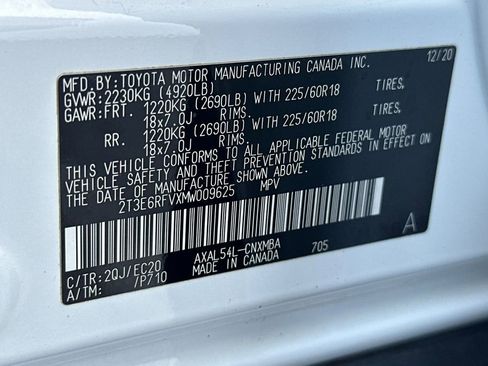 MFD.BY:TOYOTA MOTOR MANUFACTURING CANADA INC. 12/20
GVWR:2230KG (4920LB)
GAWR:FRT. 1220KG (2690LB) WITH 225/60R18 TIRES.
18x7.0J RIMS.
RR. 1220KG (2690LB) WITH 225/60R18 TIRES.
18x7.0J RIMS.
THIS VEHICLE CONFORMS TO ALL APPLICABLE FEDERAL MOTOR
VEHICLE SAFETY AND THEFT PREVENTION STANDARDS IN EFFECT ON
THE DATE OF MANUFACTURE SHOWN ABOVE.
2T3E6RFVXMW009625 MPV
A
C/TR:2QJ/EC20 AXAL54L-CNXMBA
A/TM: /P710 MADE IN CANADA 705